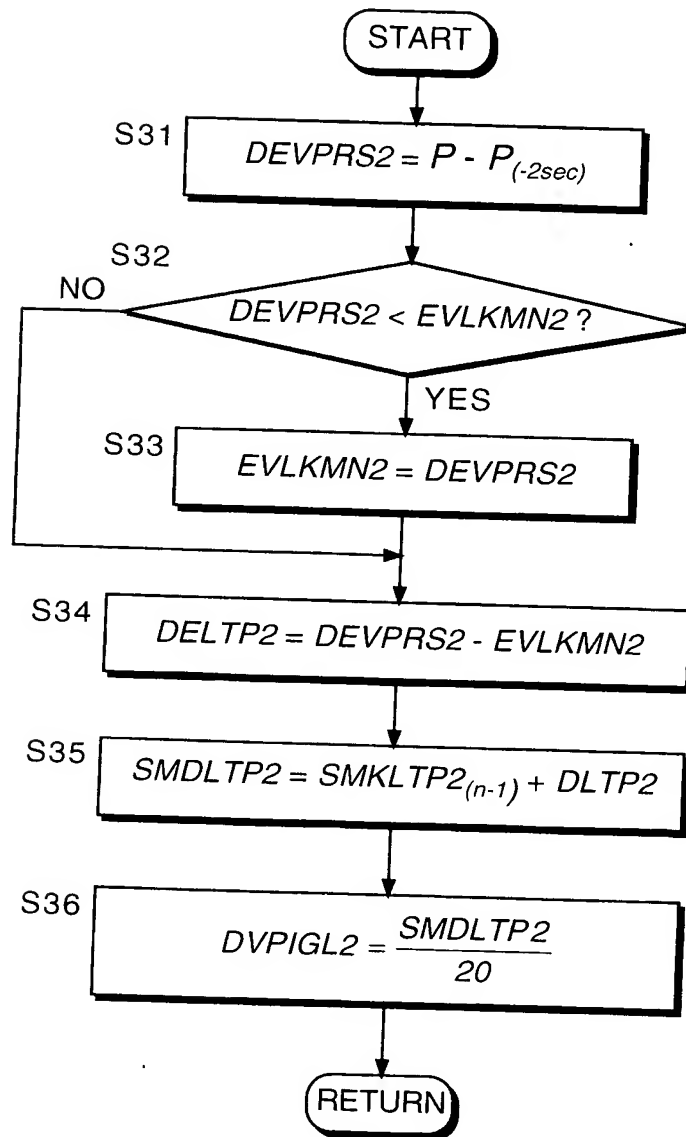 START
S31
DEVPRS2 = P - P(-2sec)
S32
NO
DEVPRS2 < EVLKMN2 ?
YES
S33
EVLKMN2 = DEVPRS2
S34
DELTP2 = DEVPRS2 - EVLKMN2
S35
SMDLTP2 = SMKLTP2(n-1) + DLTP2
S36
DVPIGL2 = SMDLTP2
20
RETURN